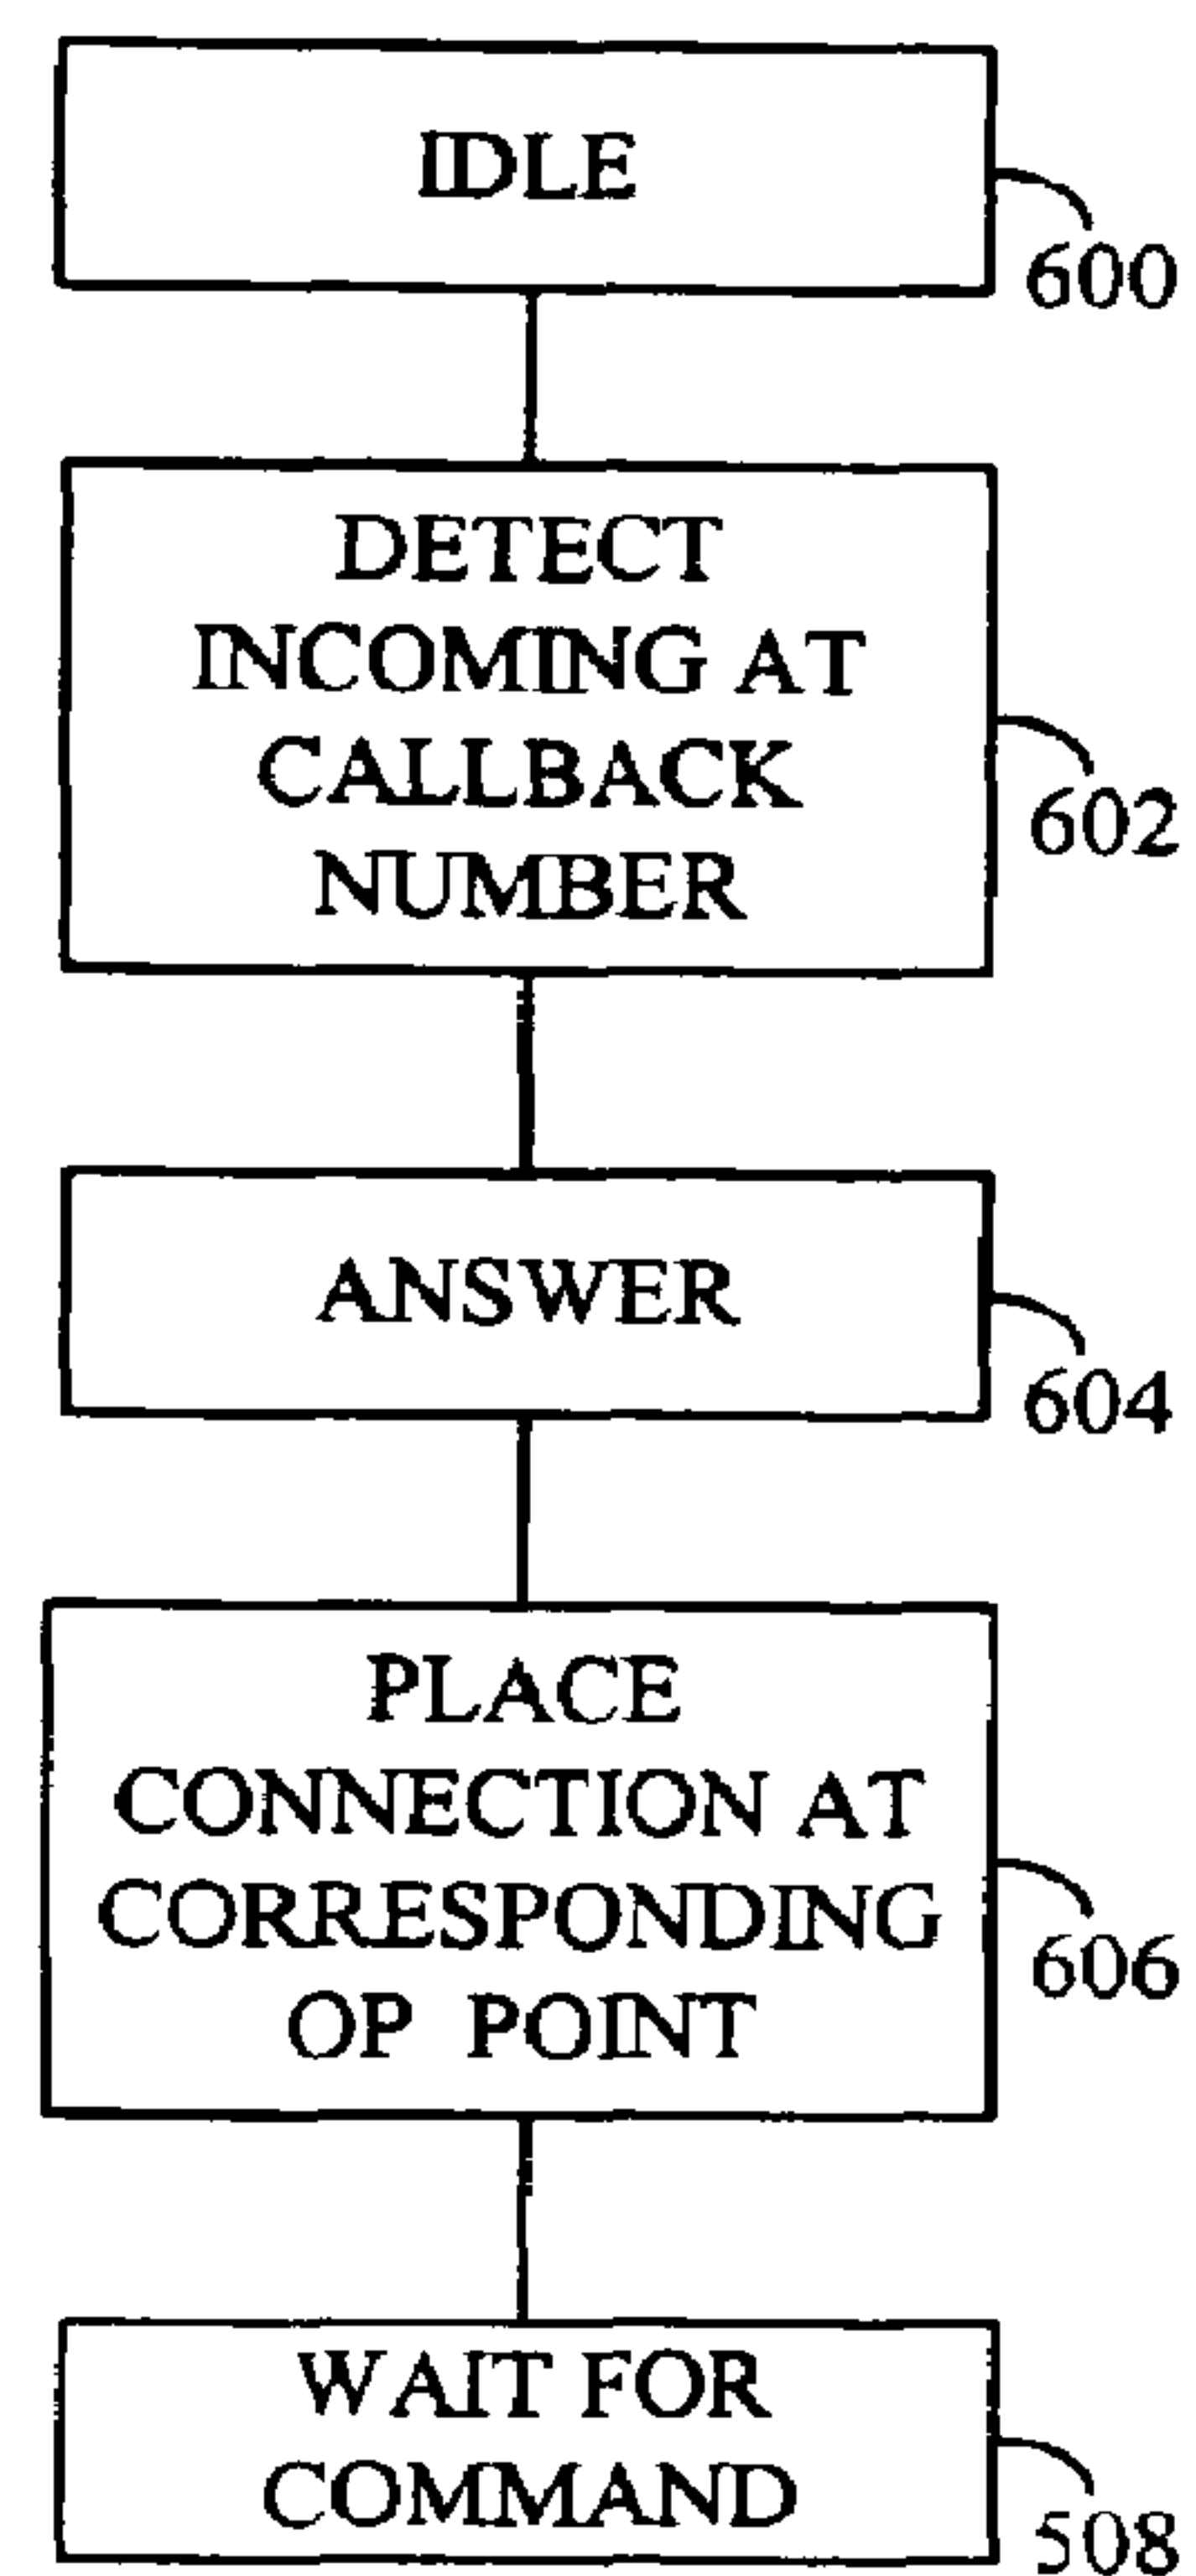 IDLE
600
DETECT
INCOMING AT
CALLBACK
NUMBER
602
ANSWER
604
PLACE
CONNECTION AT
CORRESPONDING
OP POINT
606
WAIT FOR
COMMAND
508